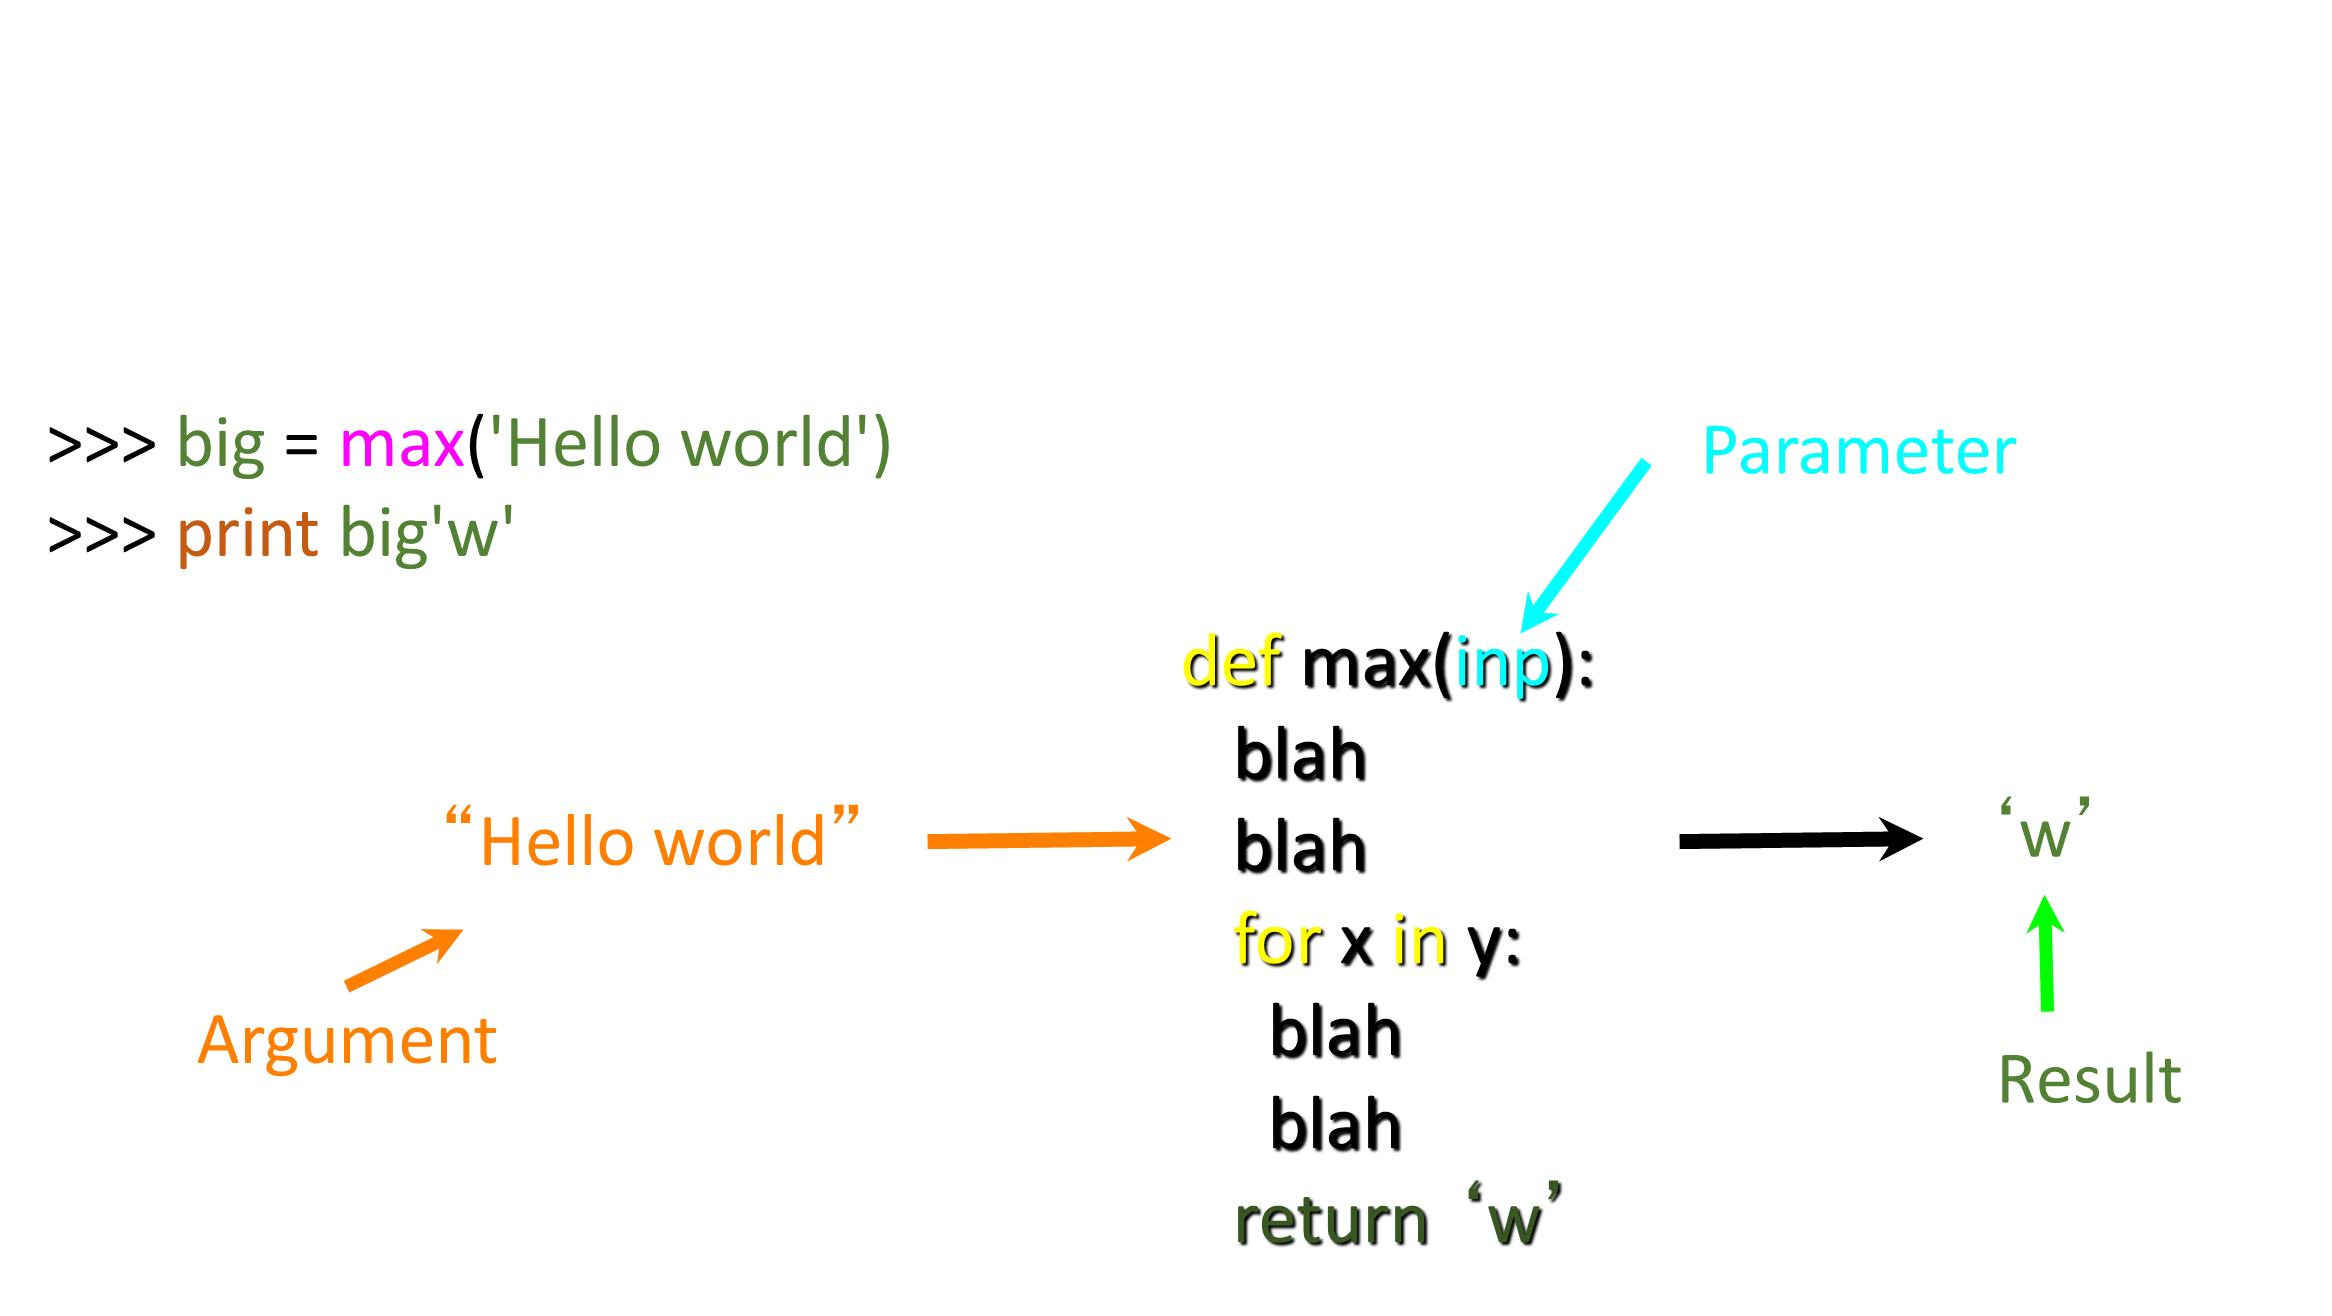 >>> big = max('Hello world')
>>> print big'w'
Parameter
def max(inp):
blah
blah
for x in y:
blah
blah
return ‘w’
“Hello world”
Argument
‘w’
Result